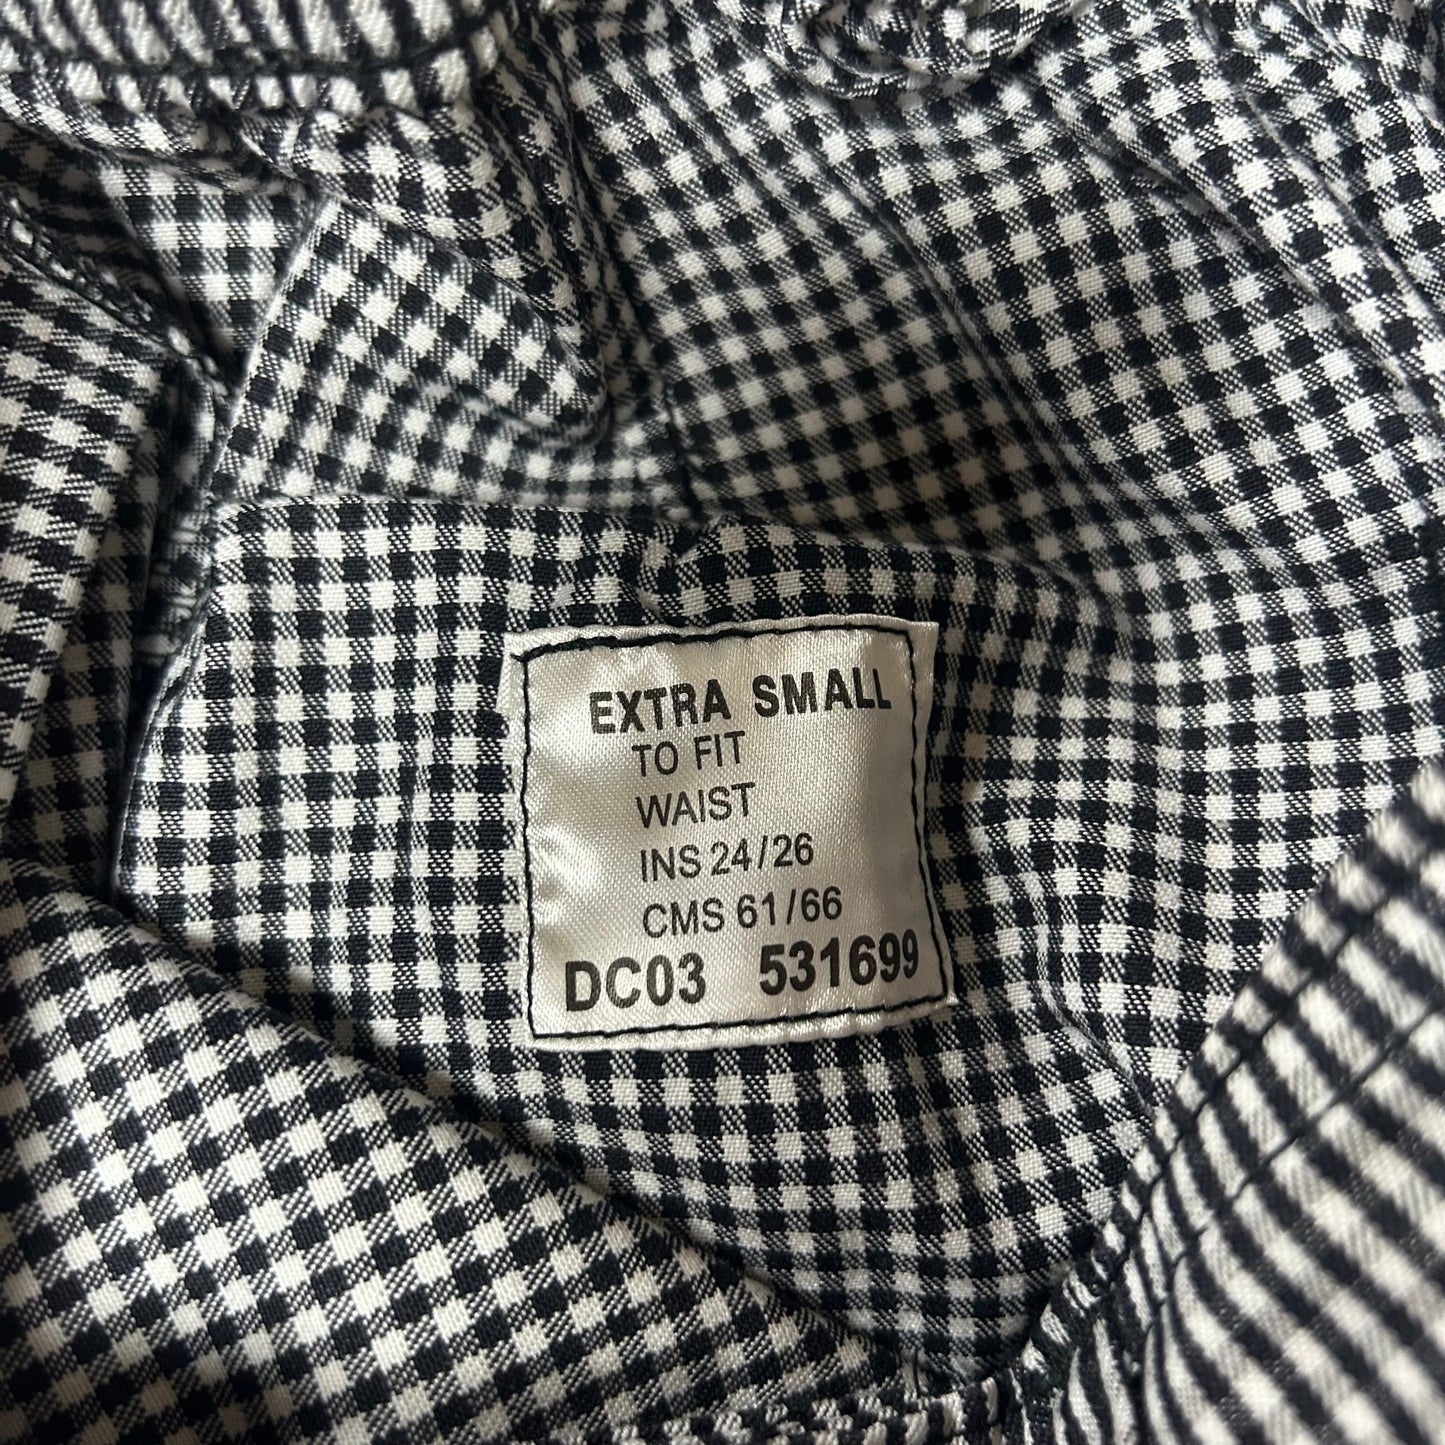 EXTRA SMALL
TO FIT
WAIST
INS 24/26
CMS 61/66
DC03 531699